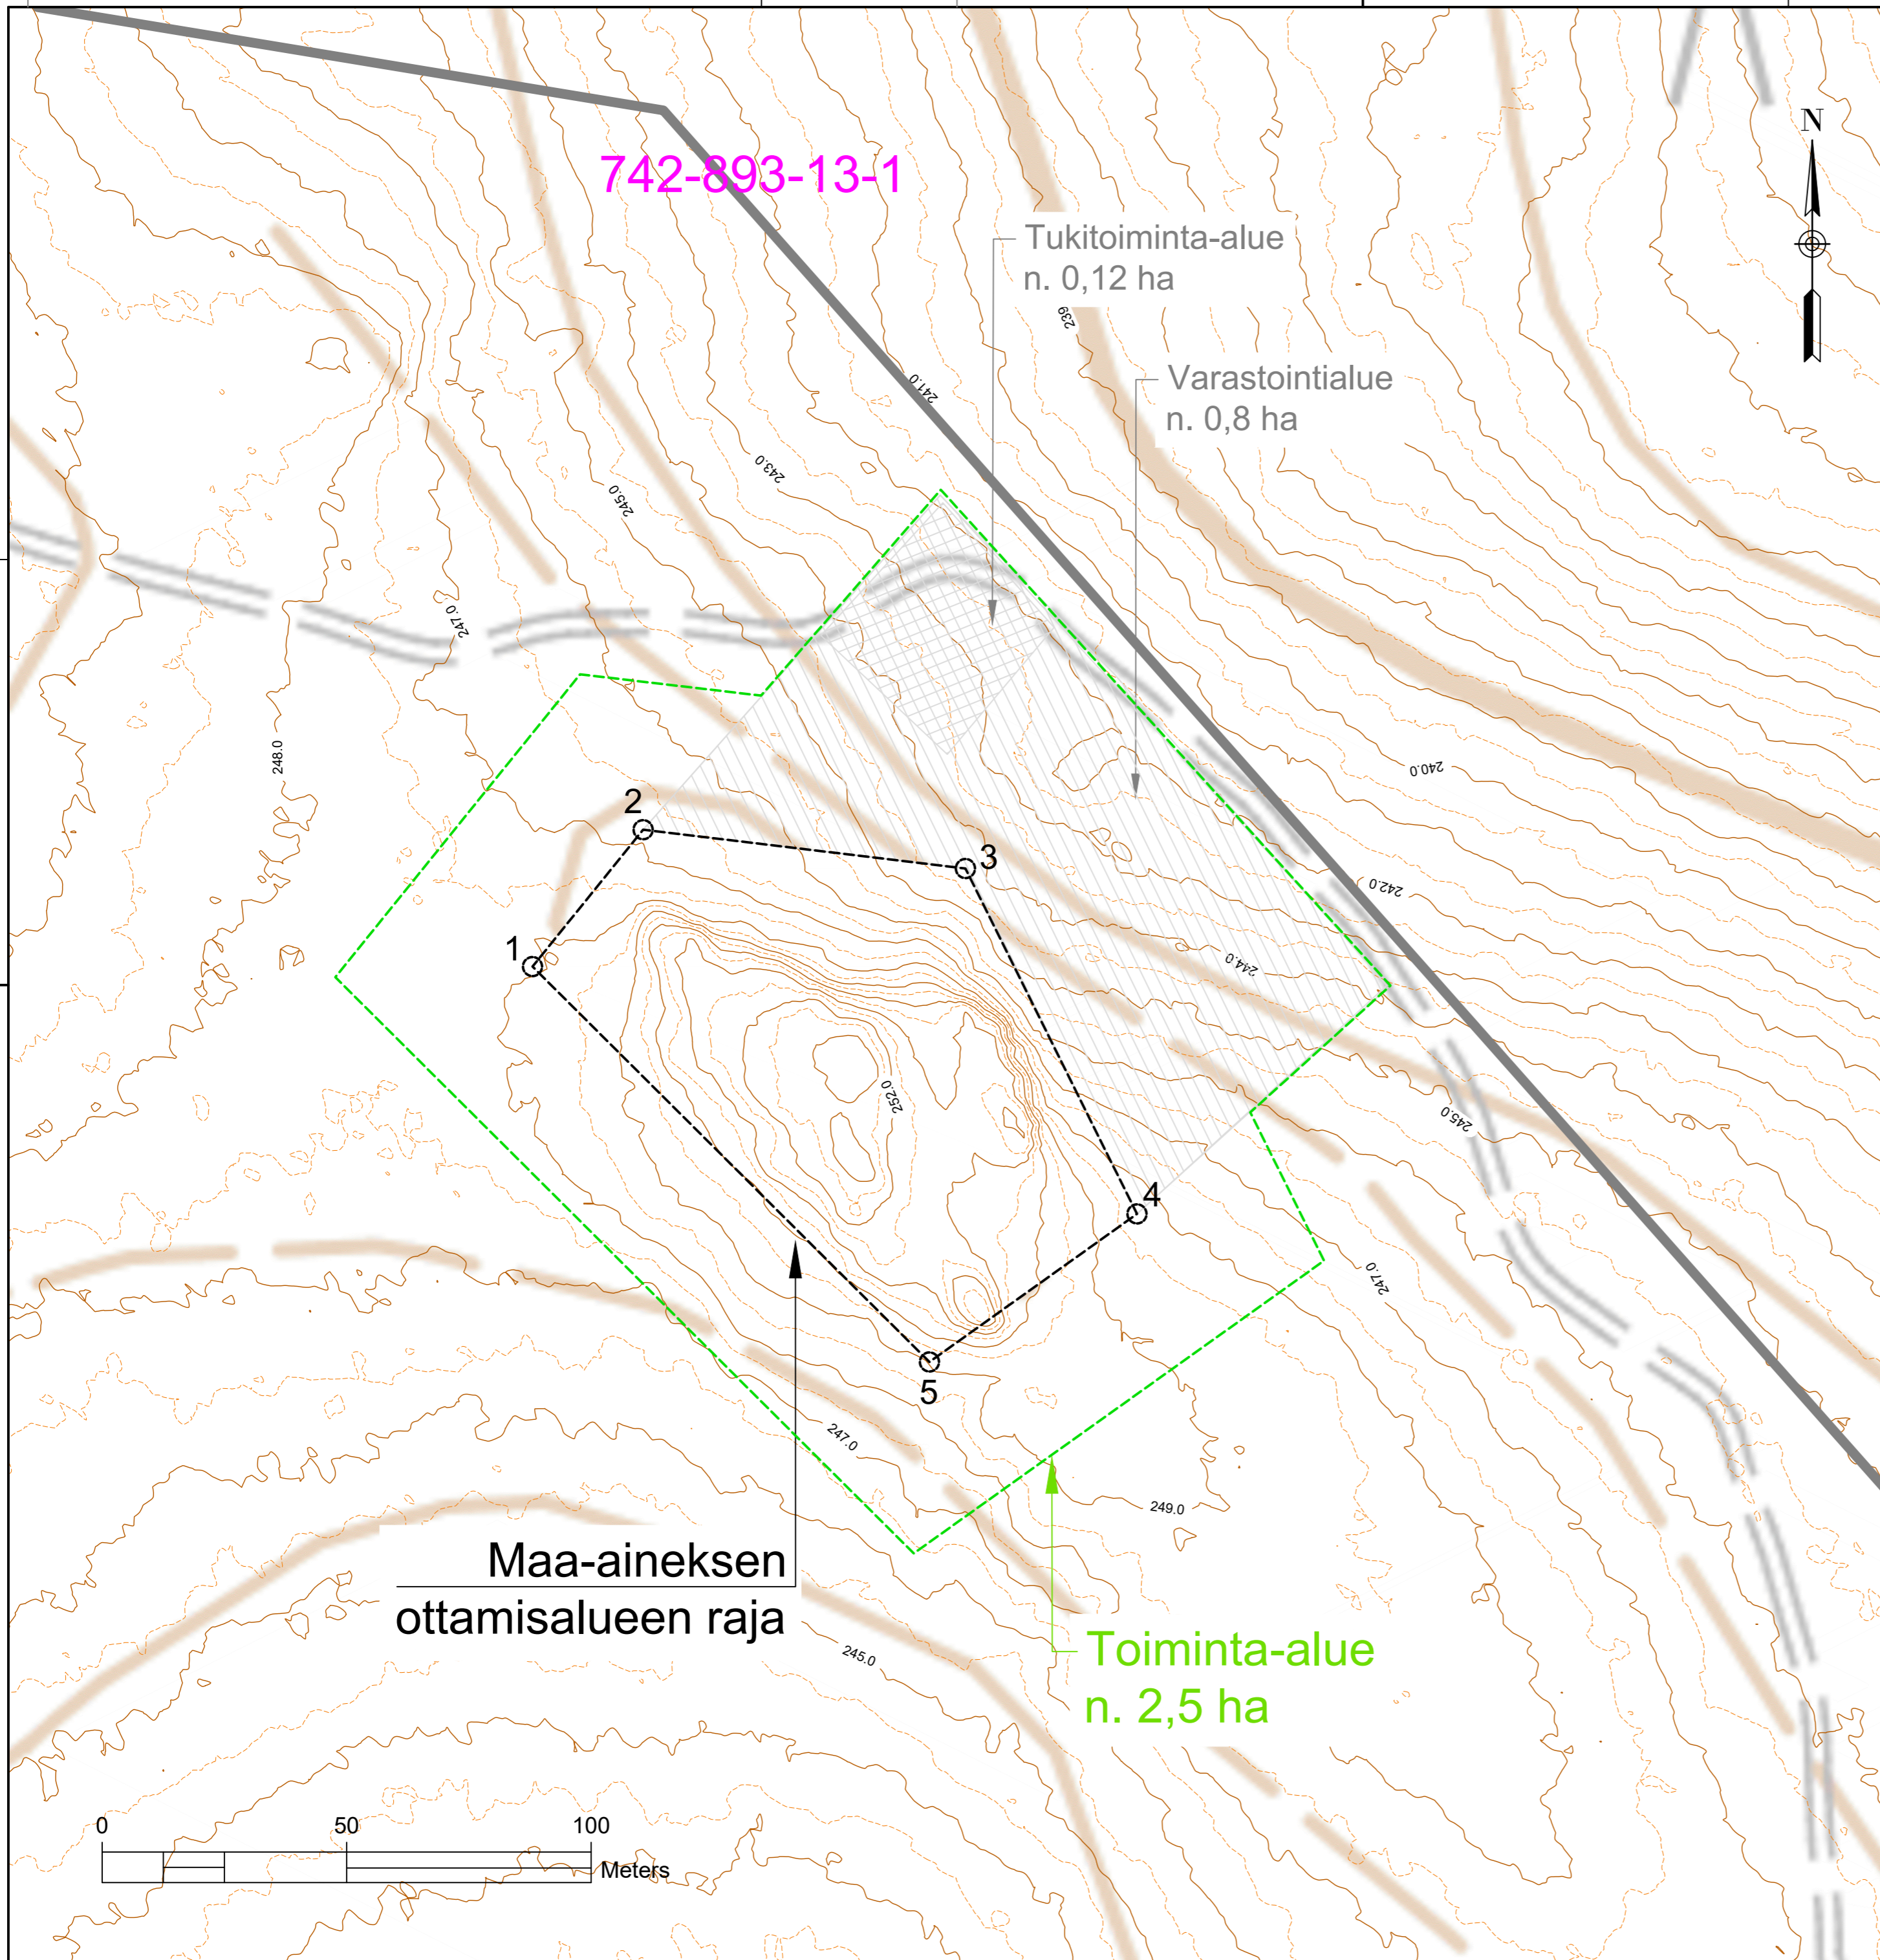 N
742-893-13-1
Tukitoiminta-alue
n. 0,12 ha
239
Varastointialue
n. 0,8 ha
241.0
243.0
245.0
247.0
248.0
240.0
2
3
242.0
1
244.0
252.0
245.0
4
247.0
5
247.0
249.0
Maa-aineksen
ottamisalueen raja
Toiminta-alue
n. 2,5 ha
245.0
0 50 100
Meters